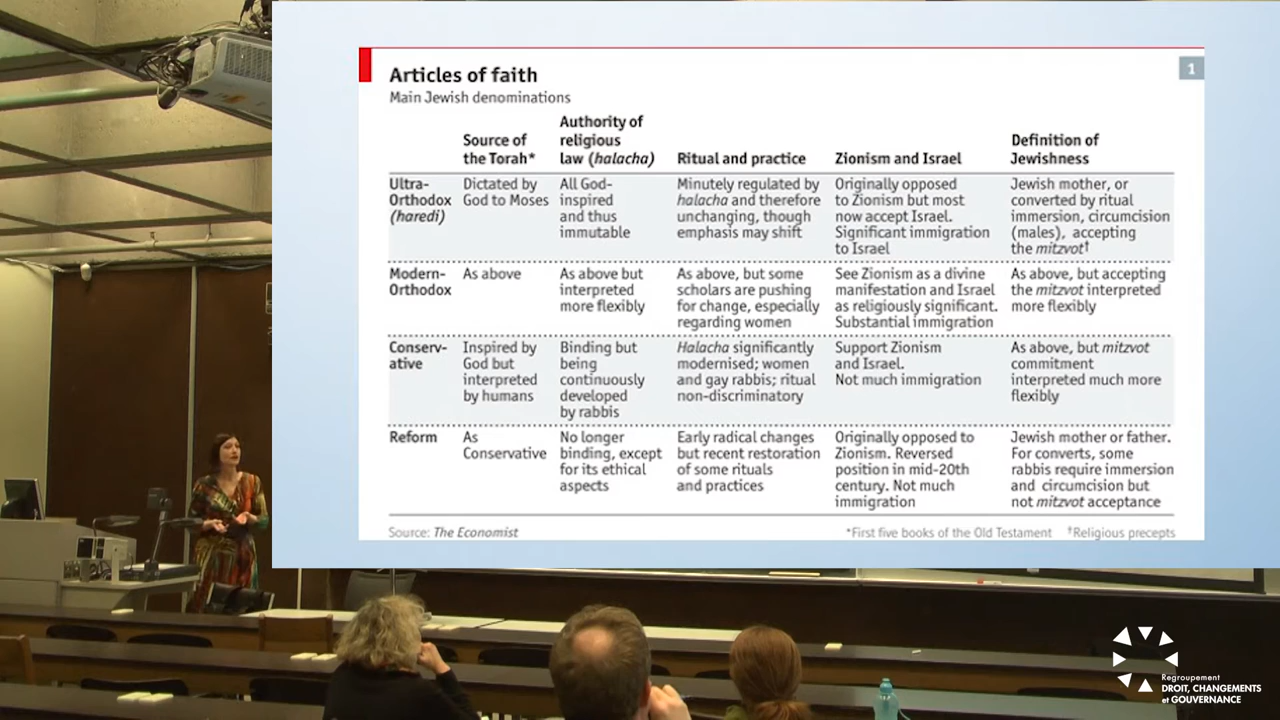 Articles of faith
1
Main Jewish denominations
Source of
the Torah*
Authority of
religious
law (halacha)
Ritual and practice
Zionism and Israel
Definition of
Jewishness
Ultra-
Orthodox
(haredi)
Dictated by
God to Moses
All God-
inspired
and thus
immutable
Minutely regulated by
halacha and therefore
unchanging, though
emphasis may shift
Originally opposed
to Zionism but most
now accept Israel.
Significant immigration
to Israel
Jewish mother, or
converted by ritual
immersion, circumcision
(males), accepting
the mitzvot†
Modern-
Orthodox
As above
As above but
interpreted
more flexibly
As above, but some
scholars are pushing
for change, especially
regarding women
See Zionism as a divine
manifestation and Israel
as religiously significant.
Substantial immigration
As above, but accepting
the mitzvot interpreted
more flexibly
Conserv-
ative
Inspired by
God but
interpreted
by humans
Binding but
being
continuously
developed
by rabbis
Halacha significantly
modernised; women
and gay rabbis; ritual
non-discriminatory
Support Zionism
and Israel.
Not much immigration
As above, but mitzvot
commitment
interpreted much more
flexibly
Reform
As
Conservative
No longer
binding, except
for its ethical
aspects
Early radical changes
but recent restoration
of some rituals
and practices
Originally opposed to
Zionism. Reversed
position in mid-20th
century. Not much
immigration
Jewish mother or father.
For converts, some
rabbis require immersion
and circumcision but
not mitzvot acceptance
Source: The Economist
*First five books of the Old Testament †Religious precepts
Regroupement
DROIT, CHANGEMENTS
et GOUVERNANCE